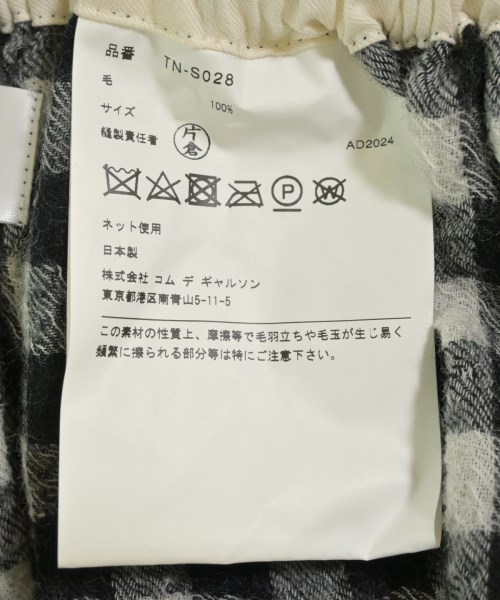 品番 TN-S028
毛 100%
サイズ
縫製責任者 片倉 AD2024
P W
ネット使用
日本製
株式会社 コム デ ギャルソン
東京都港区南青山5-11-5
この素材の性質上、摩擦等で毛羽立ちや毛玉が生じ易く
頻繁に擦られる部分等は特にご注意下さい。